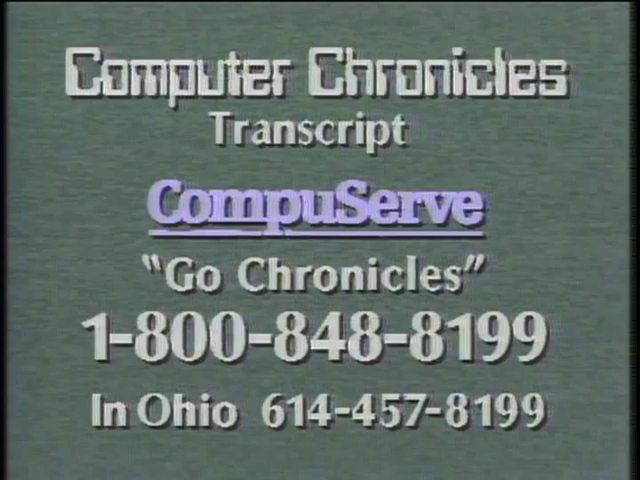 Computer Chronicles
Transcript
CompuServe
"Go Chronicles"
1-800-848-8199
In Ohio 614-457-8199